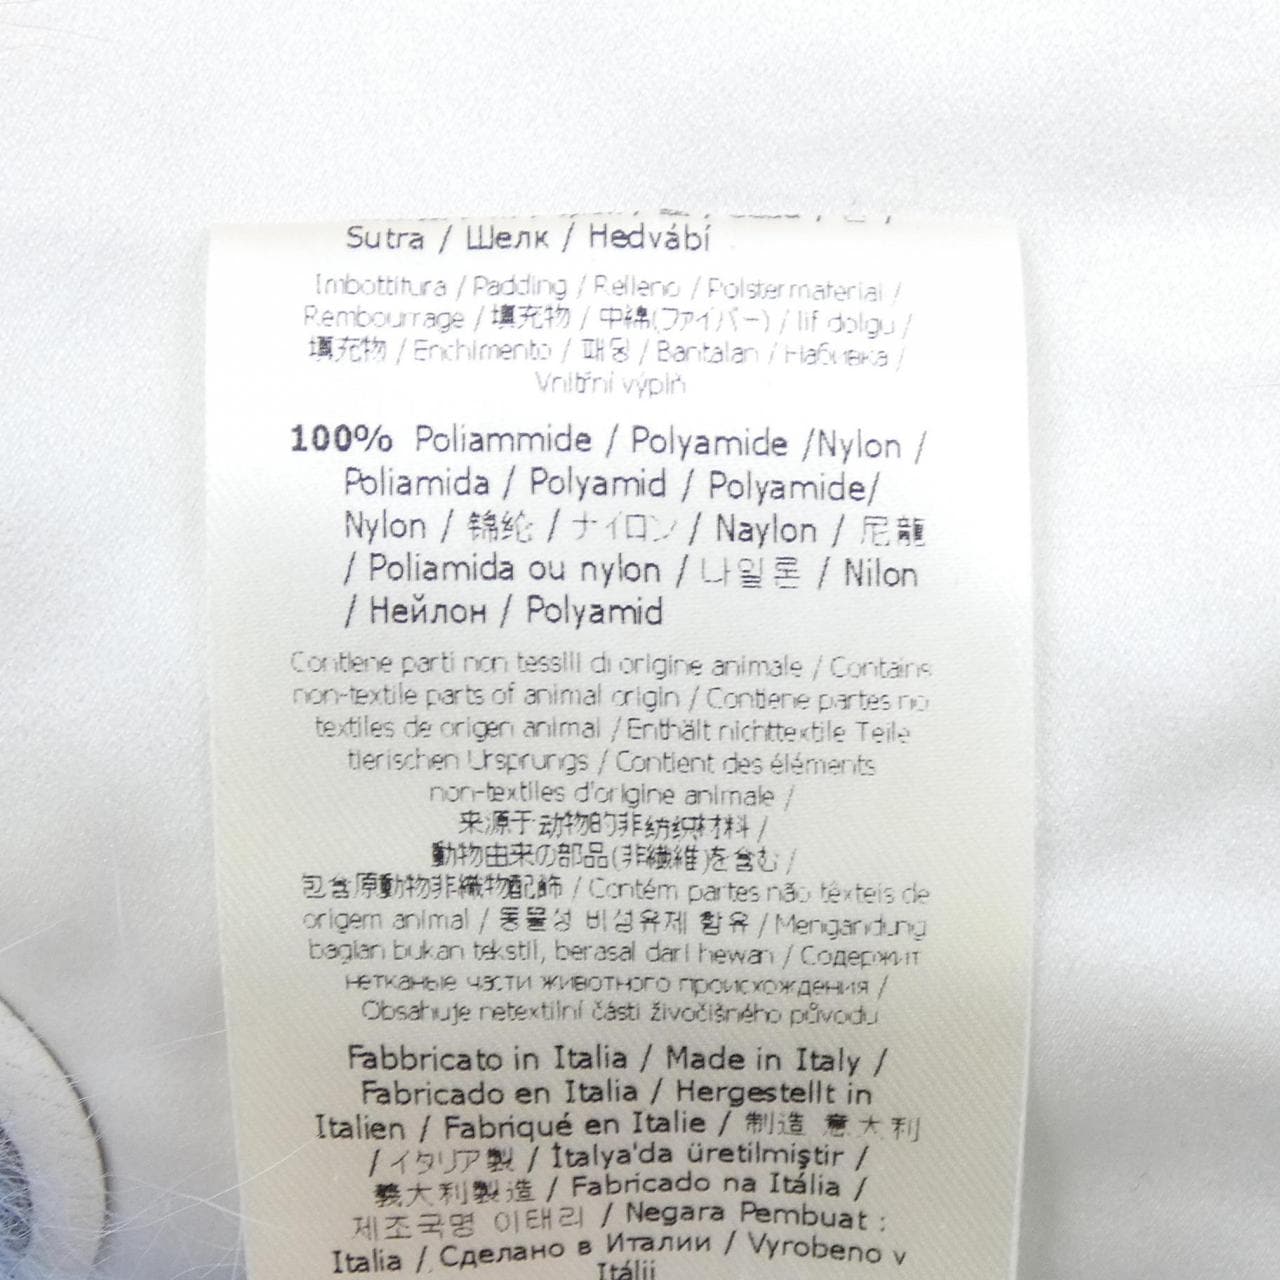 Sutra / Шелк / Hedvábí
Imbottitura / Padding / Relleno / Polstermaterial /
Rembourrage / 填充物 / 中綿(ファイバー) / lif dolgu /
填充物 / Enchimento / 패딩 / Bantalan / Набивка /
Vnitřní výplň
100% Poliammide / Polyamide /Nylon /
Poliamida / Polyamid / Polyamide/
Nylon / 锦纶 / ナイロン / Naylon / 尼龍
/ Poliamida ou nylon / 나일론 / Nilon
/ Нейлон / Polyamid
Contiene parti non tessili di origine animale / Contains
non-textile parts of animal origin / Contiene partes no
textiles de origen animal / Enthält nichttextile Teile
tierischen Ursprungs / Contient des éléments
non-textiles d'origine animale /
来源于动物的非纺织材料 /
動物由来の部品(非繊維)を含む /
包含原動物非織物配飾 / Contém partes não têxteis de
origem animal / 동물성 비섬유제 함유 / Mengandung
bagian bukan tekstil, berasal dari hewan / Содержит
нетканые части животного происхождения /
Obsahuje netextilní části živočišného původu
Fabbricato in Italia / Made in Italy /
Fabricado en Italia / Hergestellt in
Italien / Fabriqué en Italie / 制造 意大利
/ イタリア製 / İtalya'da üretilmiştir /
義大利製造 / Fabricado na Itália /
제조국명 이태리 / Negara Pembuat :
Italia / Сделано в Италии / Vyrobeno v
Itálii